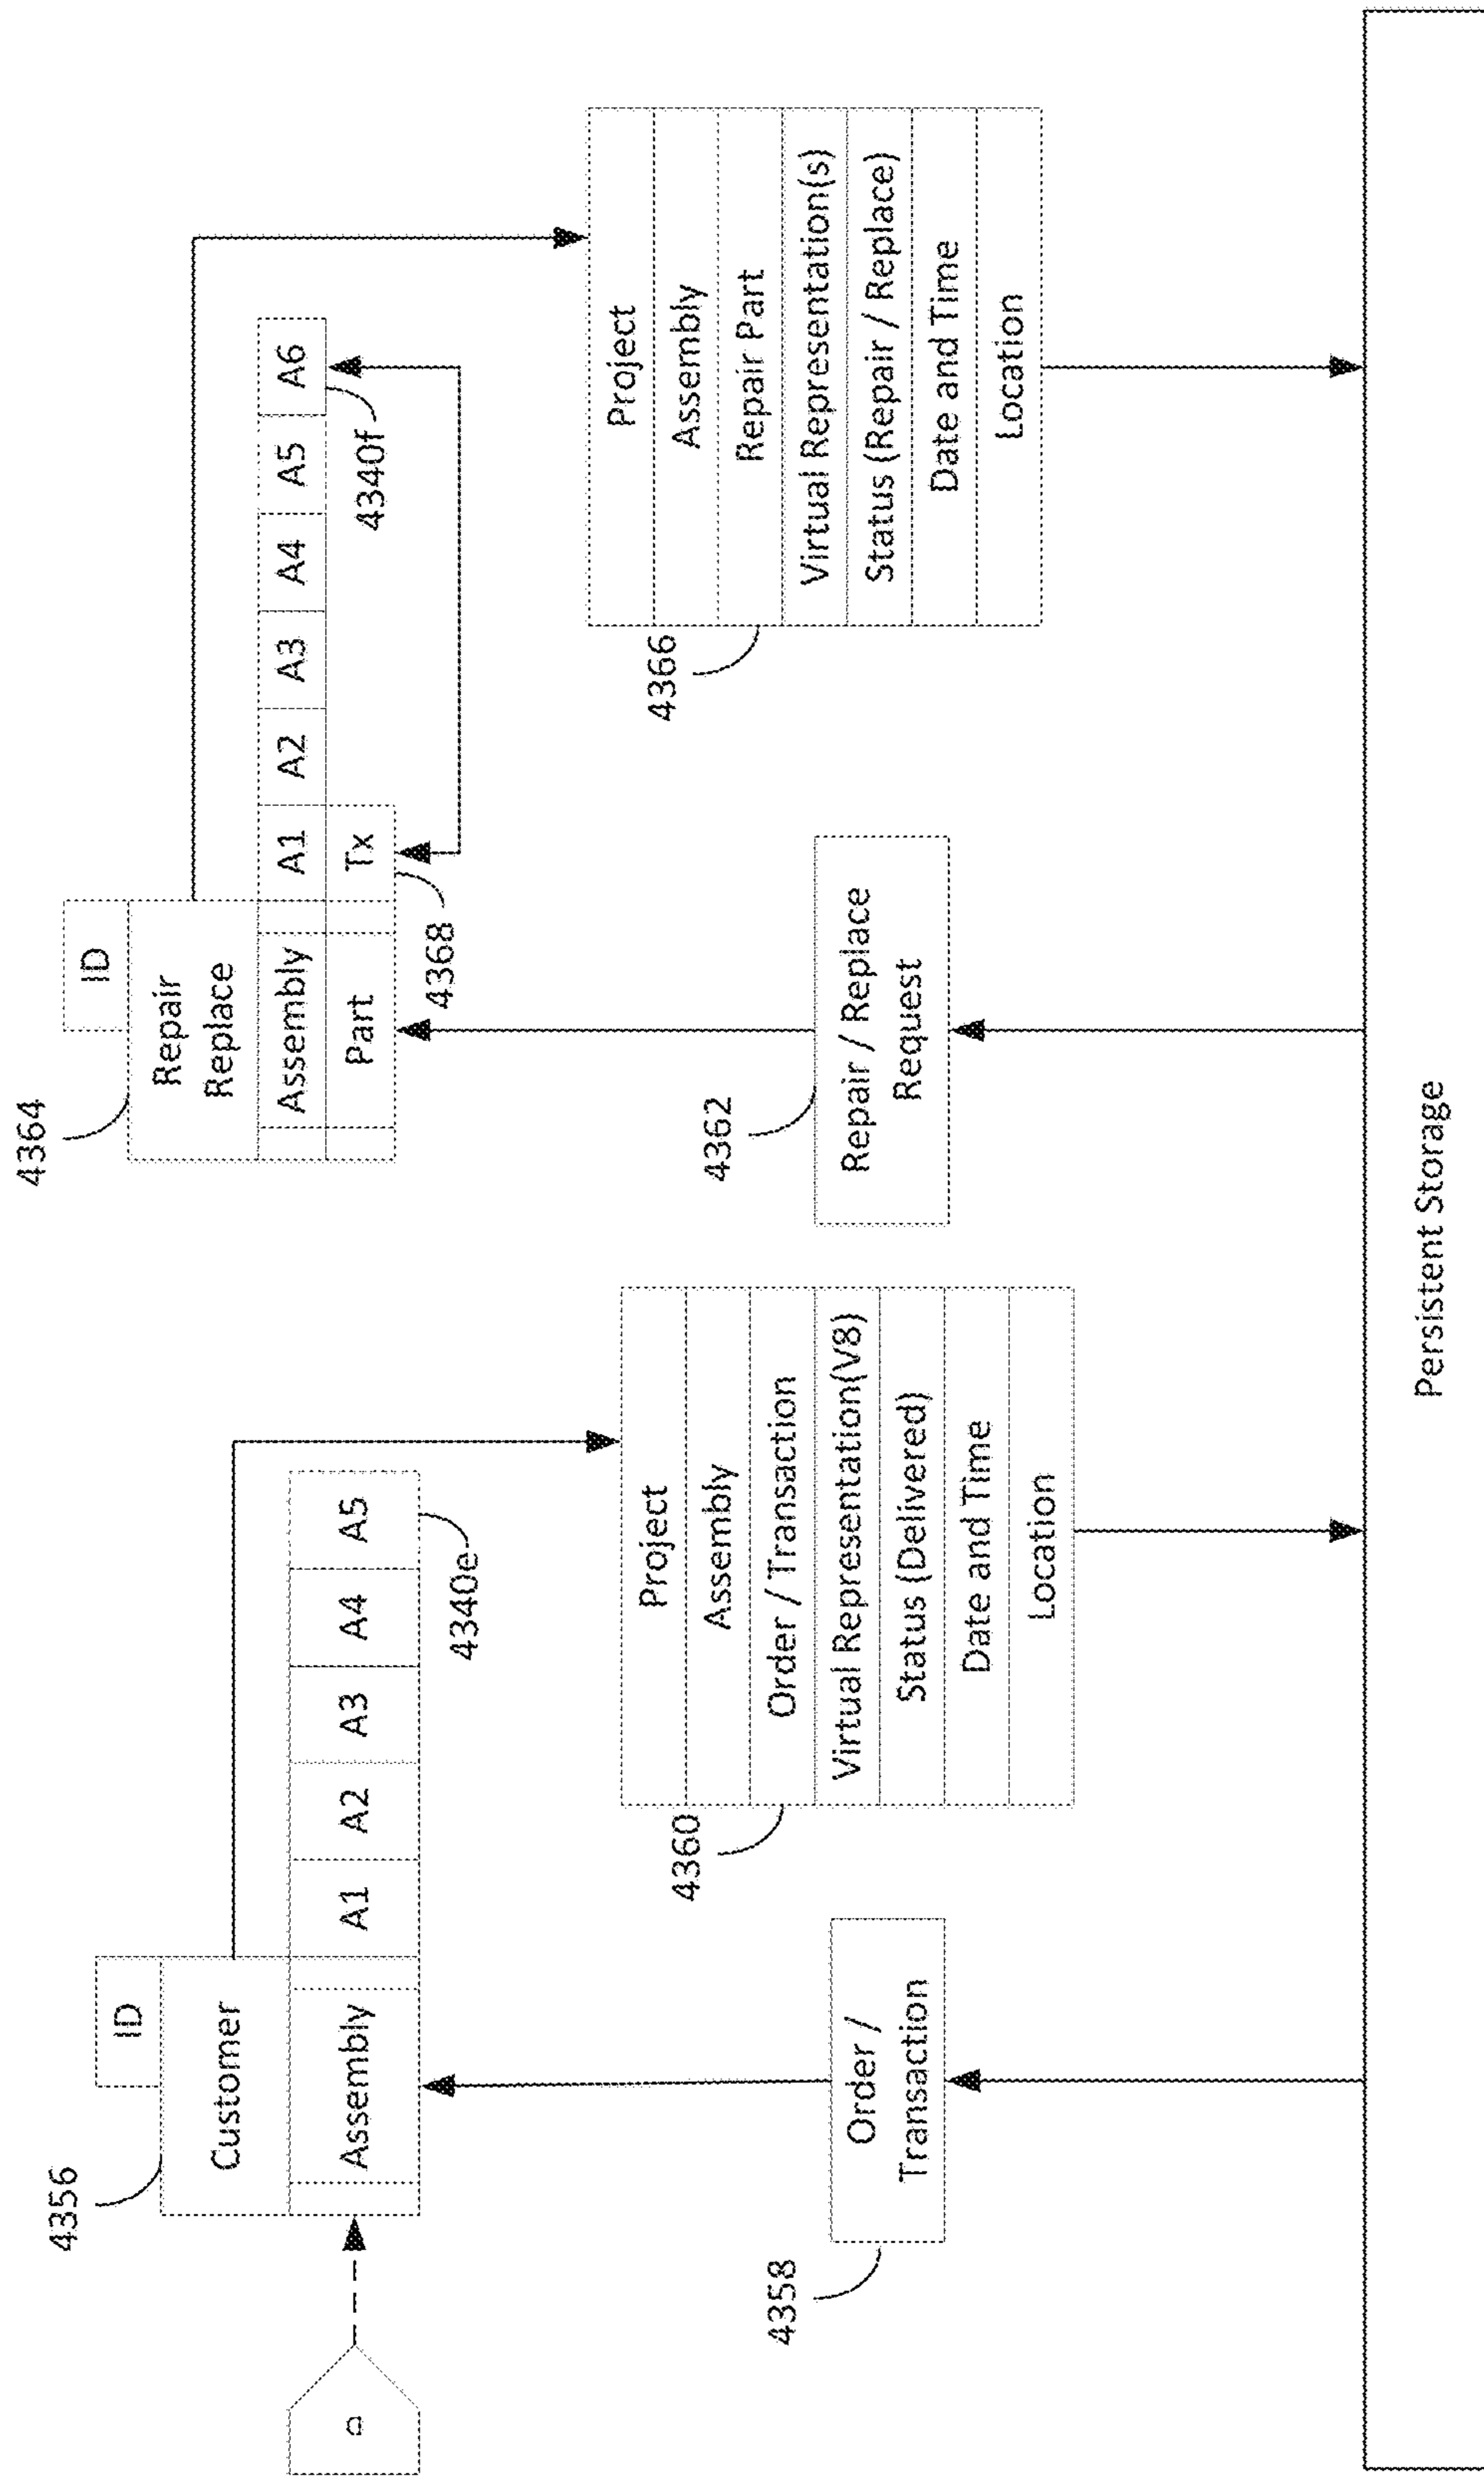 4356
ID
Customer
Assembly
A1
A2
A3
A4
A5
4340e
4358
Order /
Transaction
4360
Project
Assembly
Order / Transaction
Virtual Representation(V8)
Status (Delivered)
Date and Time
Location
4364
ID
Repair
Replace
Assembly
A1
A2
A3
A4
A5
A6
Part
Tx
4368
4340f
4362
Repair / Replace
Request
4366
Project
Assembly
Repair Part
Virtual Representation(s)
Status (Repair / Replace)
Date and Time
Location
Persistent Storage